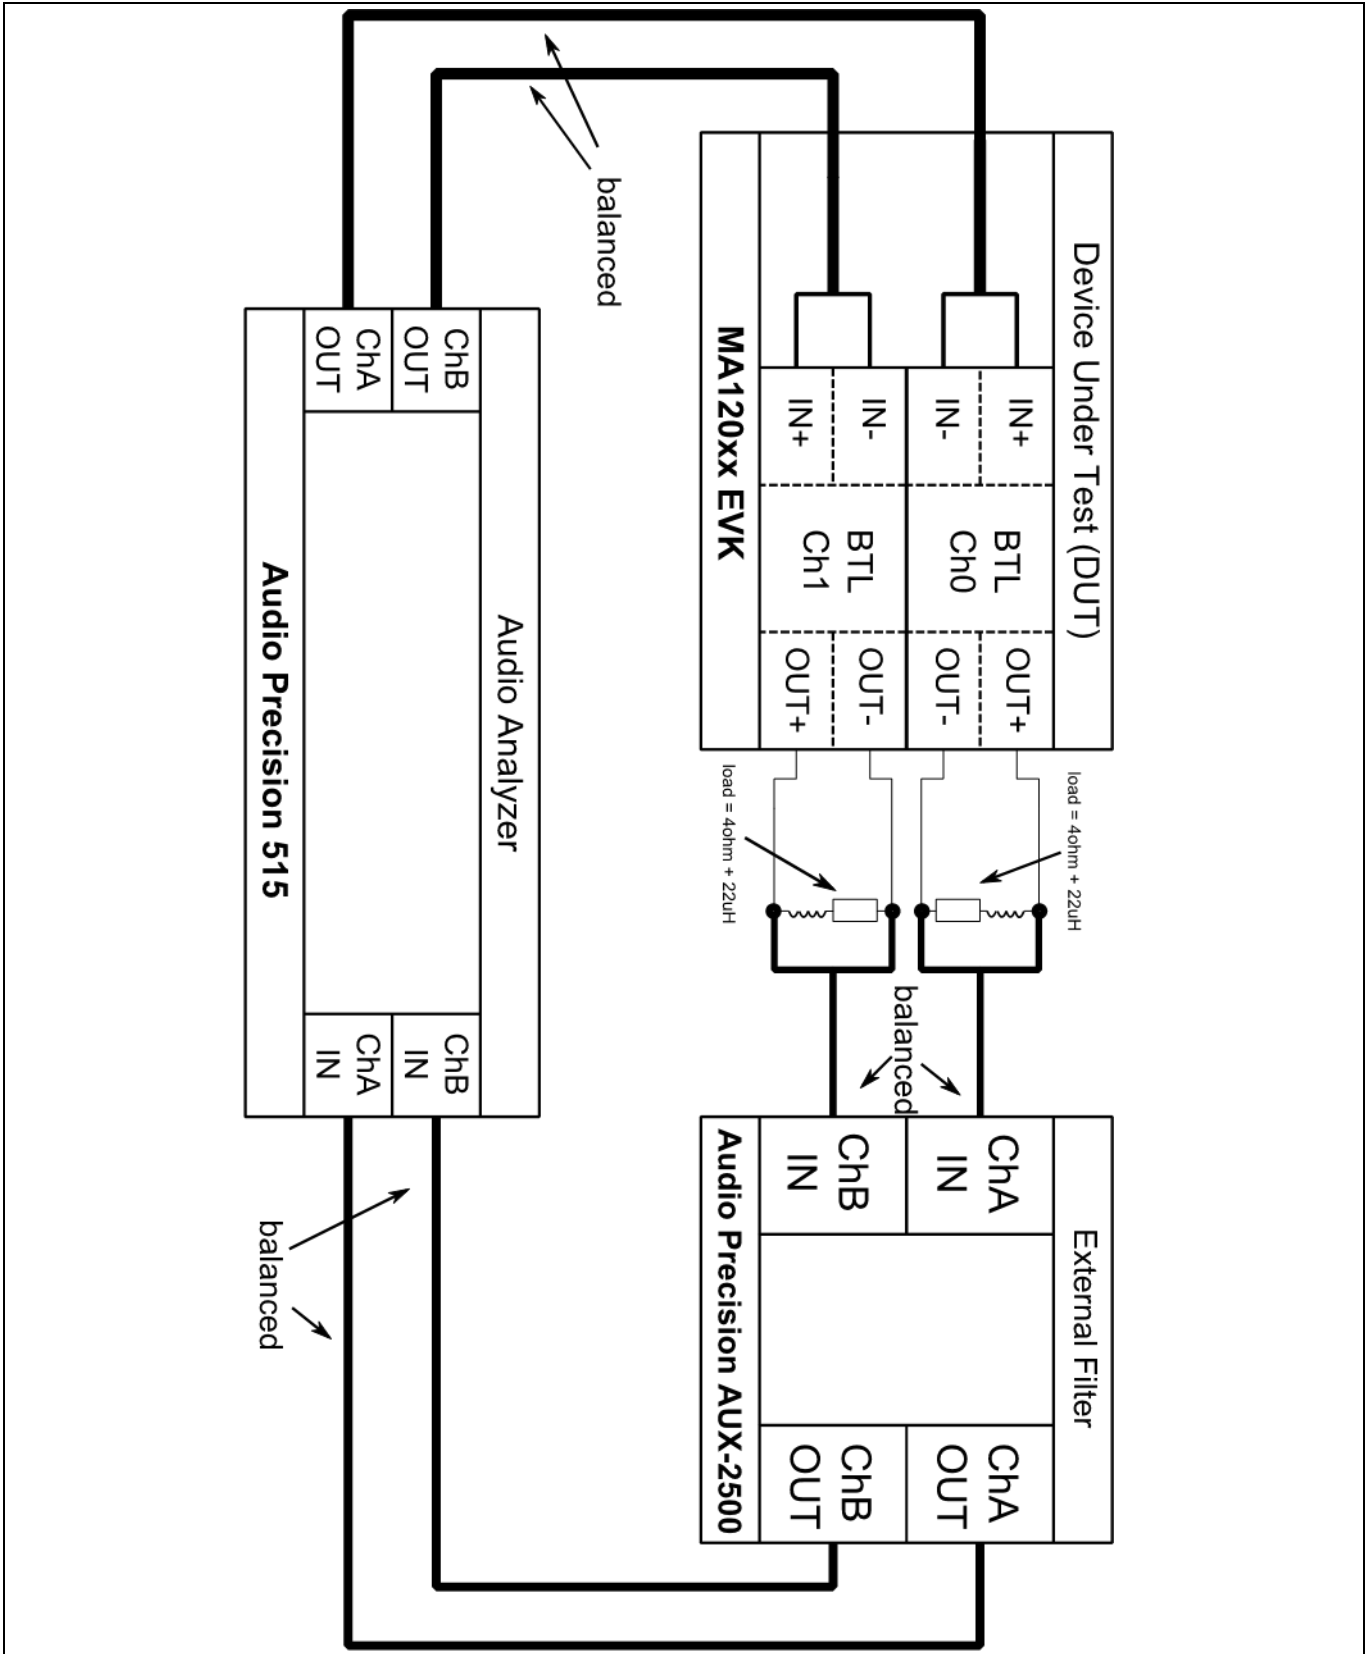 Device Under Test (DUT)
IN+
IN-
BTL
Ch0
OUT+
OUT-
IN-
IN+
BTL
Ch1
OUT-
OUT+
MA120xx EVK
load = 4ohm + 22uH
load = 4ohm + 22uH
balanced
External Filter
ChA
IN
ChA
OUT
ChB
IN
ChB
OUT
Audio Precision AUX-2500
balanced
Audio Analyzer
ChB
OUT
ChB
IN
ChA
OUT
ChA
IN
Audio Precision 515
balanced